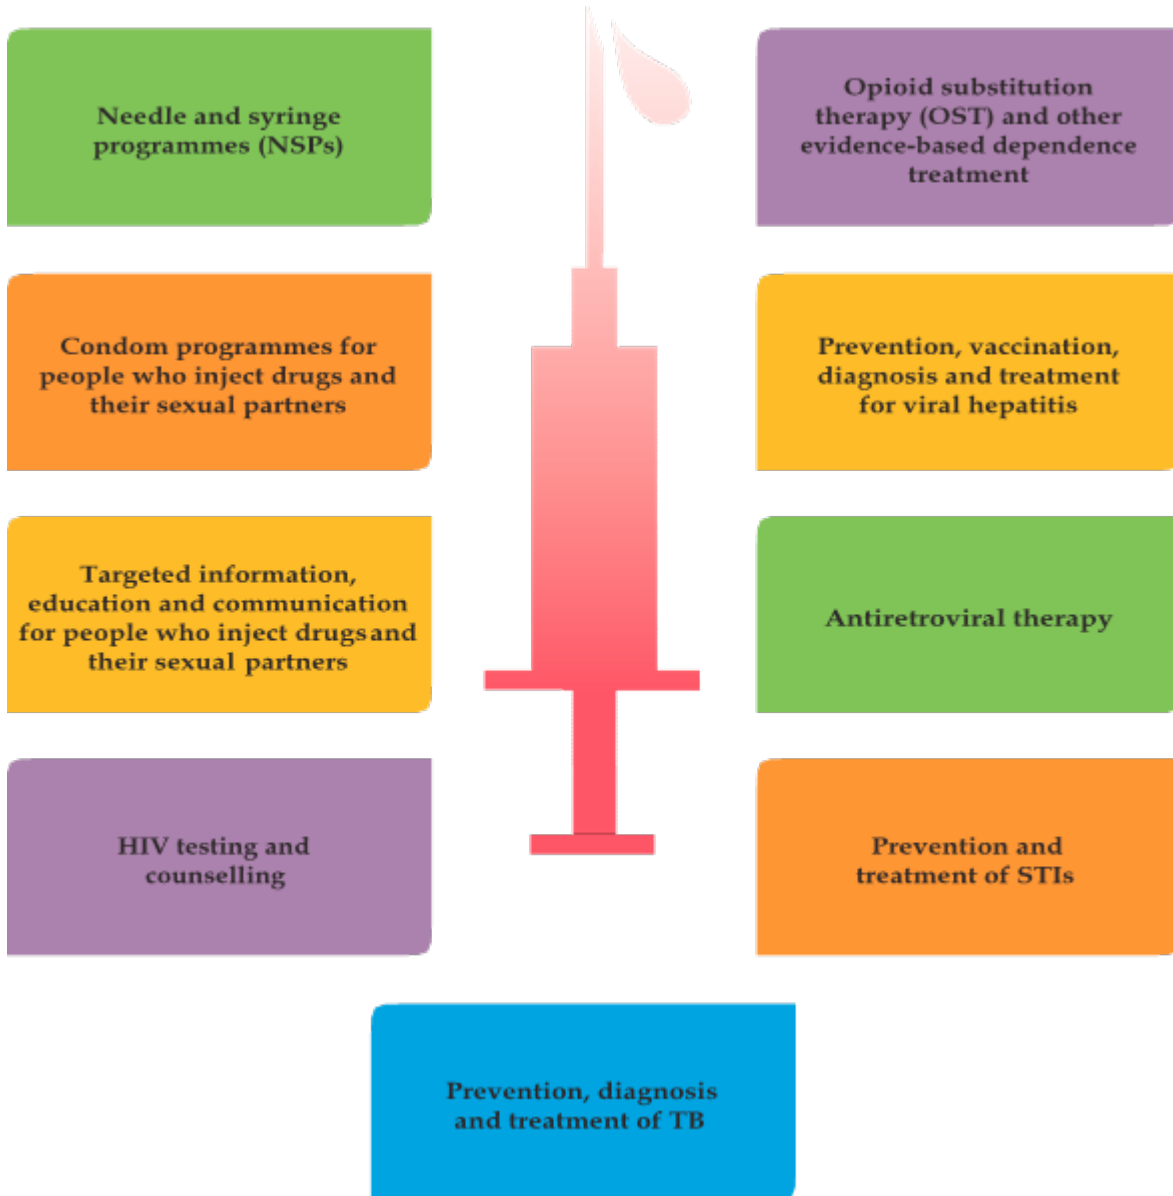 Needle and syringe
programmes (NSPs)
Opioid substitution
therapy (OST) and other
evidence-based dependence
treatment
Condom programmes for
people who inject drugs and
their sexual partners
Prevention, vaccination,
diagnosis and treatment
for viral hepatitis
Targeted information,
education and communication
for people who inject drugs and
their sexual partners
Antiretroviral therapy
HIV testing and
counselling
Prevention and
treatment of STIs
Prevention, diagnosis
and treatment of TB